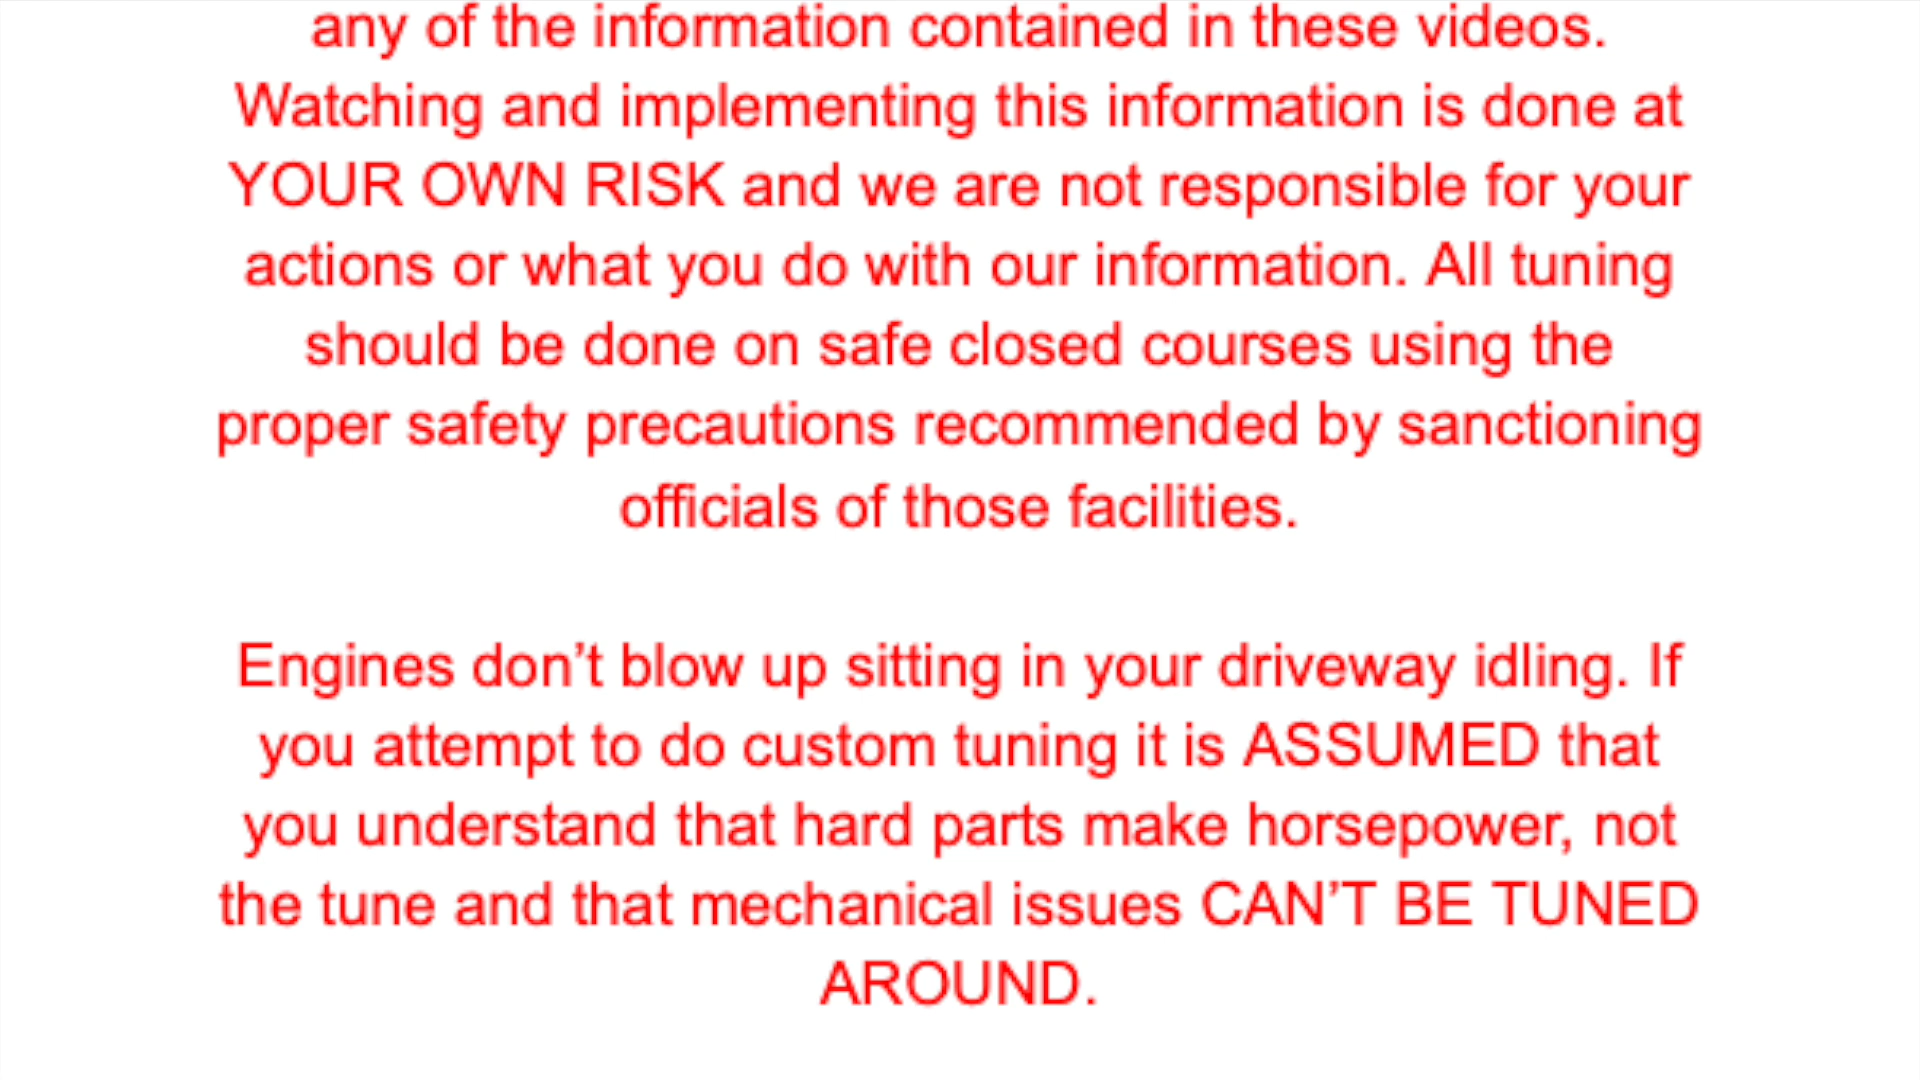 any of the information contained in these videos.
Watching and implementing this information is done at
YOUR OWN RISK and we are not responsible for your
actions or what you do with our information. All tuning
should be done on safe closed courses using the
proper safety precautions recommended by sanctioning
officials of those facilities.
Engines don’t blow up sitting in your driveway idling. If
you attempt to do custom tuning it is ASSUMED that
you understand that hard parts make horsepower, not
the tune and that mechanical issues CAN’T BE TUNED
AROUND.